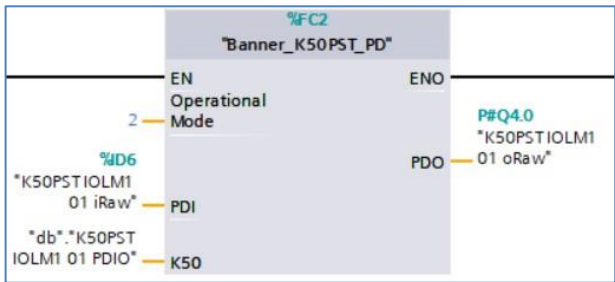 %FC2
"Banner_K50PST_PD"
EN
ENO
Operational
Mode
2
P#Q4.0
"K50PSTIOLM1
01 oRaw"
PDO
%ID6
"K50PSTIOLM1
01 iRaw"
PDI
"db"."K50PST
IOLM1 01 PDIO"
K50